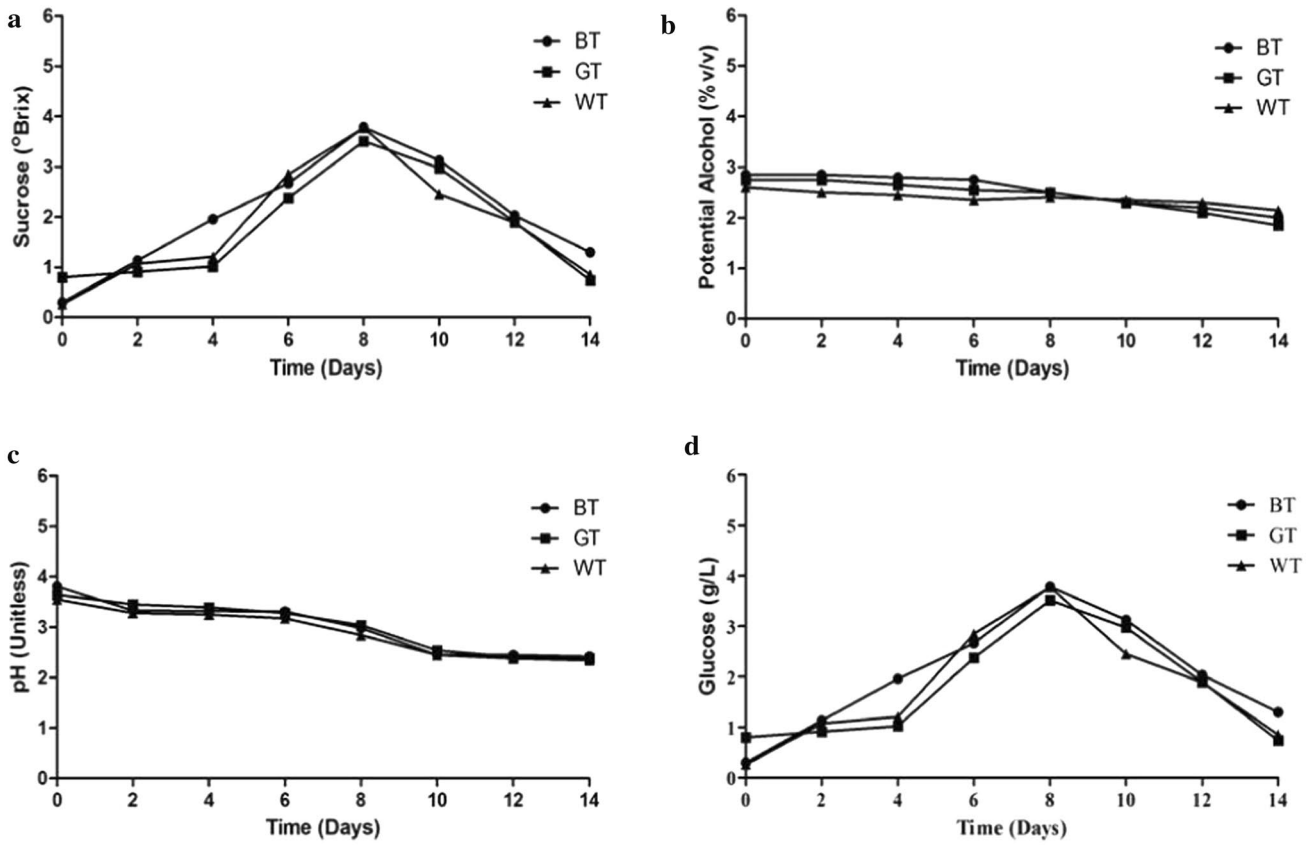 a
Sucrose (°Brix)
6
5
4
3
2
1
0
0 2 4 6 8 10 12 14
Time (Days)
BT
GT
WT
b
Potential Alcohol (% v/v)
6
5
4
3
2
1
0
0 2 4 6 8 10 12 14
Time (Days)
BT
GT
WT
c
pH (Unitless)
6
5
4
3
2
1
0
0 2 4 6 8 10 12 14
Time (Days)
BT
GT
WT
d
Glucose (g/L)
6
5
4
3
2
1
0
0 2 4 6 8 10 12 14
Time (Days)
BT
GT
WT